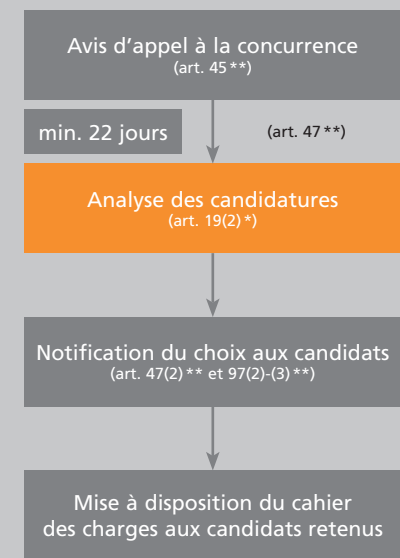 Avis d’appel à la concurrence
(art. 45**)
min. 22 jours
(art. 47**)
Analyse des candidatures
(art. 19(2)*)
Notification du choix aux candidats
(art. 47(2)** et 97(2)-(3)**)
Mise à disposition du cahier
des charges aux candidats retenus